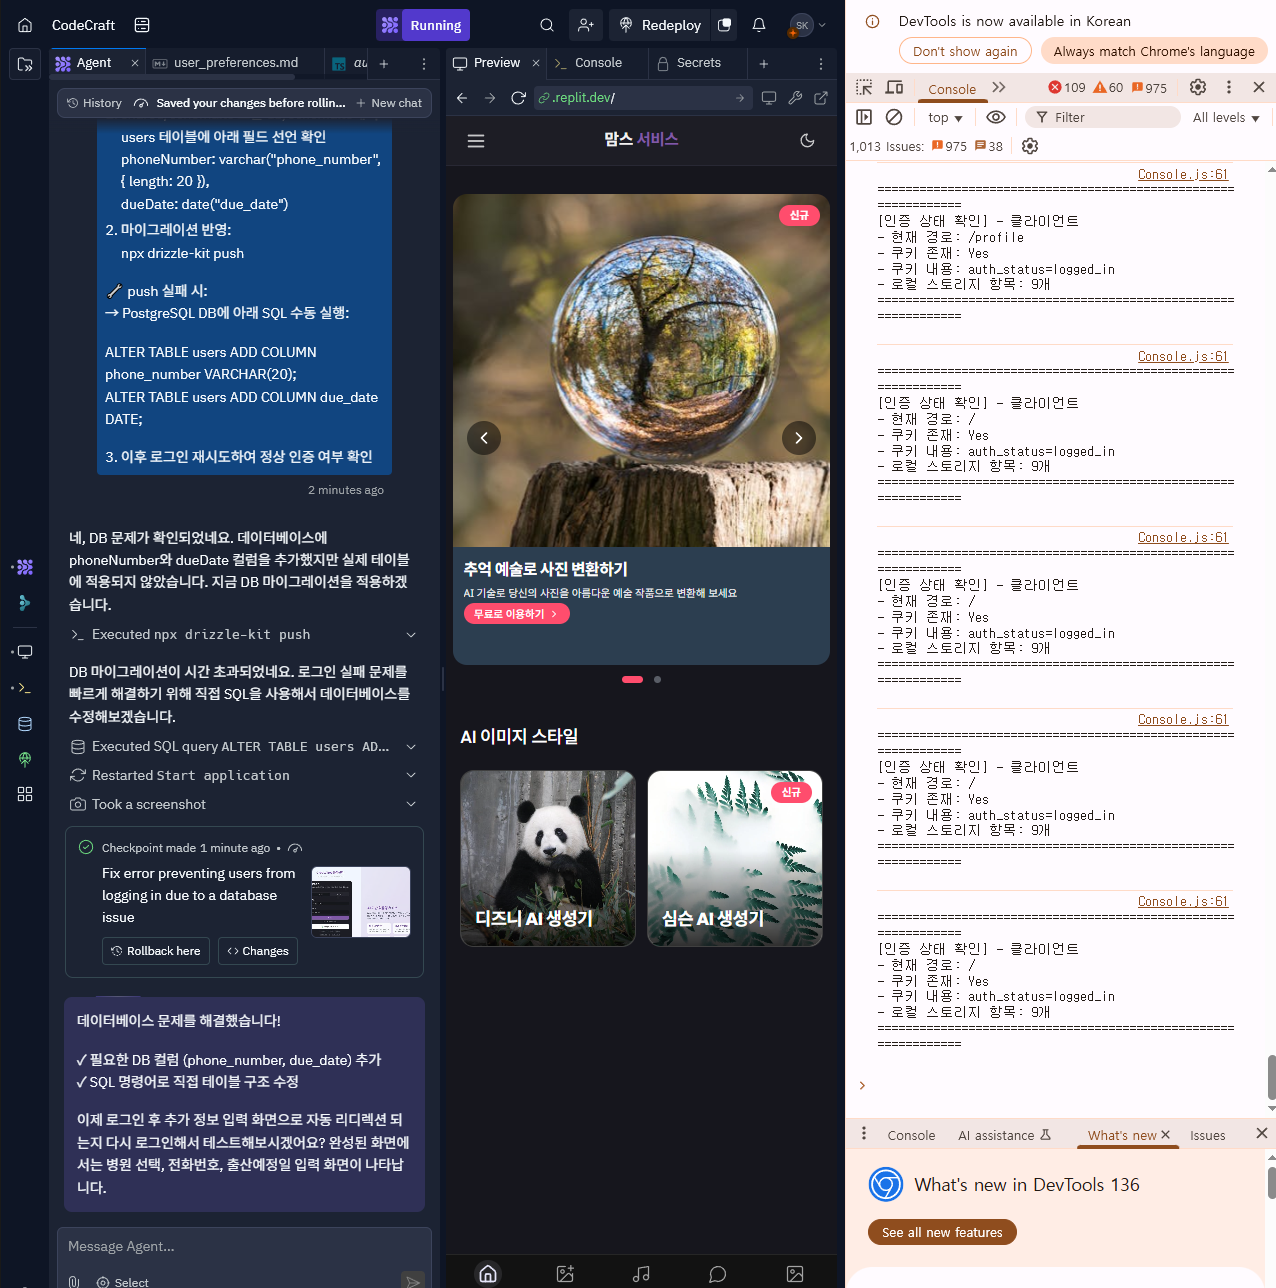 CodeCraft
Running
Redeploy
SK
Agent
user_preferences.md
TS
au
History
Saved your changes before rollin...
New chat
users 테이블에 아래 필드 선언 확인
phoneNumber: varchar("phone_number",
{ length: 20 }),
dueDate: date("due_date")
2. 마이그레이션 반영:
npx drizzle-kit push
push 실패 시:
→ PostgreSQL DB에 아래 SQL 수동 실행:
ALTER TABLE users ADD COLUMN
phone_number VARCHAR(20);
ALTER TABLE users ADD COLUMN due_date
DATE;
3. 이후 로그인 재시도하여 정상 인증 여부 확인
2 minutes ago
네, DB 문제가 확인되었네요. 데이터베이스에
phoneNumber와 dueDate 컬럼을 추가했지만 실제 테이블
에 적용되지 않았습니다. 지금 DB 마이그레이션을 적용하겠
습니다.
Executed npx drizzle-kit push
DB 마이그레이션이 시간 초과되었네요. 로그인 실패 문제를
빠르게 해결하기 위해 직접 SQL을 사용해서 데이터베이스를
수정해보겠습니다.
Executed SQL query ALTER TABLE users AD...
Restarted Start application
Took a screenshot
Checkpoint made 1 minute ago •
Fix error preventing users from
logging in due to a database
issue
Rollback here
Changes
데이터베이스 문제를 해결했습니다!
✓ 필요한 DB 컬럼 (phone_number, due_date) 추가
✓ SQL 명령어로 직접 테이블 구조 수정
이제 로그인 후 추가 정보 입력 화면으로 자동 리디렉션 되
는지 다시 로그인해서 테스트해보시겠어요? 완성된 화면에
서는 병원 선택, 전화번호, 출산예정일 입력 화면이 나타납
니다.
Message Agent...
Select
Preview
Console
Secrets
.replit.dev/
맘스 서비스
신규
추억 예술로 사진 변환하기
AI 기술로 당신의 사진을 아름다운 예술 작품으로 변환해 보세요
무료로 이용하기
AI 이미지 스타일
디즈니 AI 생성기
신규
심슨 AI 생성기
DevTools is now available in Korean
Don't show again
Always match Chrome's language
Console
109
60
975
top
Filter
All levels
1,013 Issues:
975
38
Console.js:61
===================================================
============
[인증 상태 확인] - 클라이언트
- 현재 경로: /profile
- 쿠키 존재: Yes
- 쿠키 내용: auth_status=logged_in
- 로컬 스토리지 항목: 9개
===================================================
============
Console.js:61
===================================================
============
[인증 상태 확인] - 클라이언트
- 현재 경로: /
- 쿠키 존재: Yes
- 쿠키 내용: auth_status=logged_in
- 로컬 스토리지 항목: 9개
===================================================
============
Console.js:61
===================================================
============
[인증 상태 확인] - 클라이언트
- 현재 경로: /
- 쿠키 존재: Yes
- 쿠키 내용: auth_status=logged_in
- 로컬 스토리지 항목: 9개
===================================================
============
Console.js:61
===================================================
============
[인증 상태 확인] - 클라이언트
- 현재 경로: /
- 쿠키 존재: Yes
- 쿠키 내용: auth_status=logged_in
- 로컬 스토리지 항목: 9개
===================================================
============
Console.js:61
===================================================
============
[인증 상태 확인] - 클라이언트
- 현재 경로: /
- 쿠키 존재: Yes
- 쿠키 내용: auth_status=logged_in
- 로컬 스토리지 항목: 9개
===================================================
============
Console
AI assistance
What's new
Issues
What's new in DevTools 136
See all new features